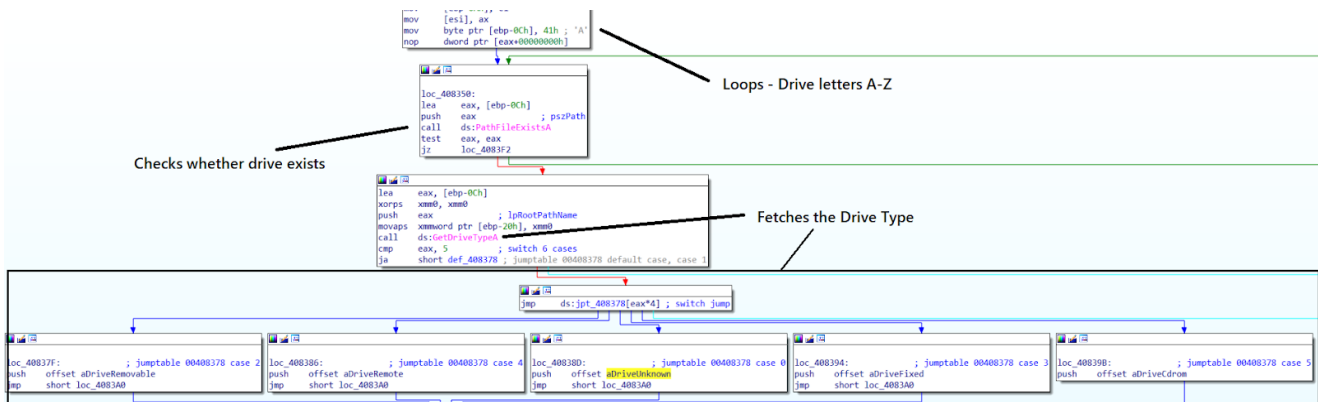 mov     [esi], ax
mov     byte ptr [ebp-0Ch], 41h ; 'A'
nop     dword ptr [eax+00000000h]
Loops - Drive letters A-Z
loc_408350:
lea     eax, [ebp-0Ch]
push    eax             ; pszPath
call    ds:PathFileExistsA
test    eax, eax
jz      loc_4083F2
Checks whether drive exists
lea     eax, [ebp-0Ch]
xorps   xmm0, xmm0
push    eax             ; lpRootPathName
movaps  xmmword ptr [ebp-20h], xmm0
call    ds:GetDriveTypeA
cmp     eax, 5          ; switch 6 cases
ja      short def_408378 ; jumptable 00408378 default case, case 1
Fetches the Drive Type
jmp     ds:jpt_408378[eax*4] ; switch jump
loc_40837F:             ; jumptable 00408378 case 2
push    offset aDriveRemovable
jmp     short loc_4083A0
loc_408386:             ; jumptable 00408378 case 4
push    offset aDriveRemote
jmp     short loc_4083A0
loc_40838D:             ; jumptable 00408378 case 0
push    offset aDriveUnknown
jmp     short loc_4083A0
loc_408394:             ; jumptable 00408378 case 3
push    offset aDriveFixed
jmp     short loc_4083A0
loc_40839B:             ; jumptable 00408378 case 5
push    offset aDriveCdrom